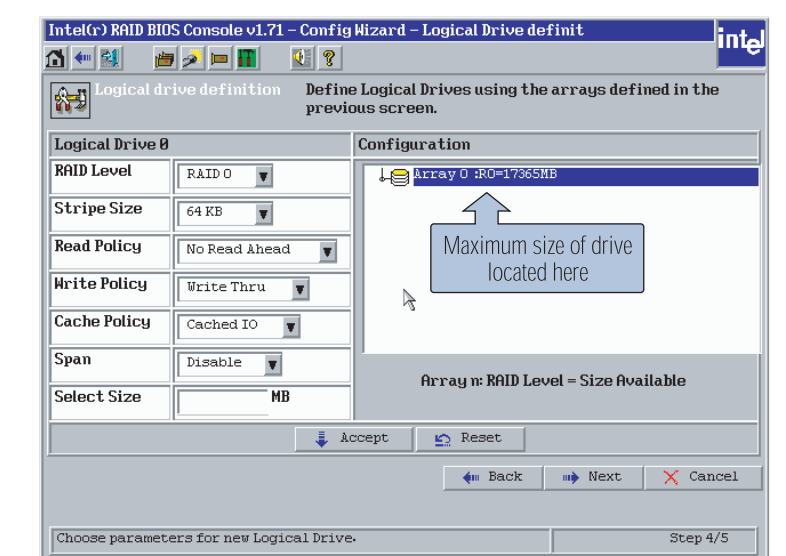 Intel(r) RAID BIOS Console v1.71 – Config Wizard – Logical Drive definit
intel
Logical drive definition
Define Logical Drives using the arrays defined in the
previous screen.
Logical Drive 0
Configuration
RAID Level
RAID 0
Array 0 :R0=17365MB
Stripe Size
64 KB
Read Policy
No Read Ahead
Maximum size of drive
located here
Write Policy
Write Thru
Cache Policy
Cached IO
Span
Disable
Array n: RAID Level = Size Available
Select Size
MB
Accept
Reset
Back
Next
Cancel
Choose parameters for new Logical Drive.
Step 4/5